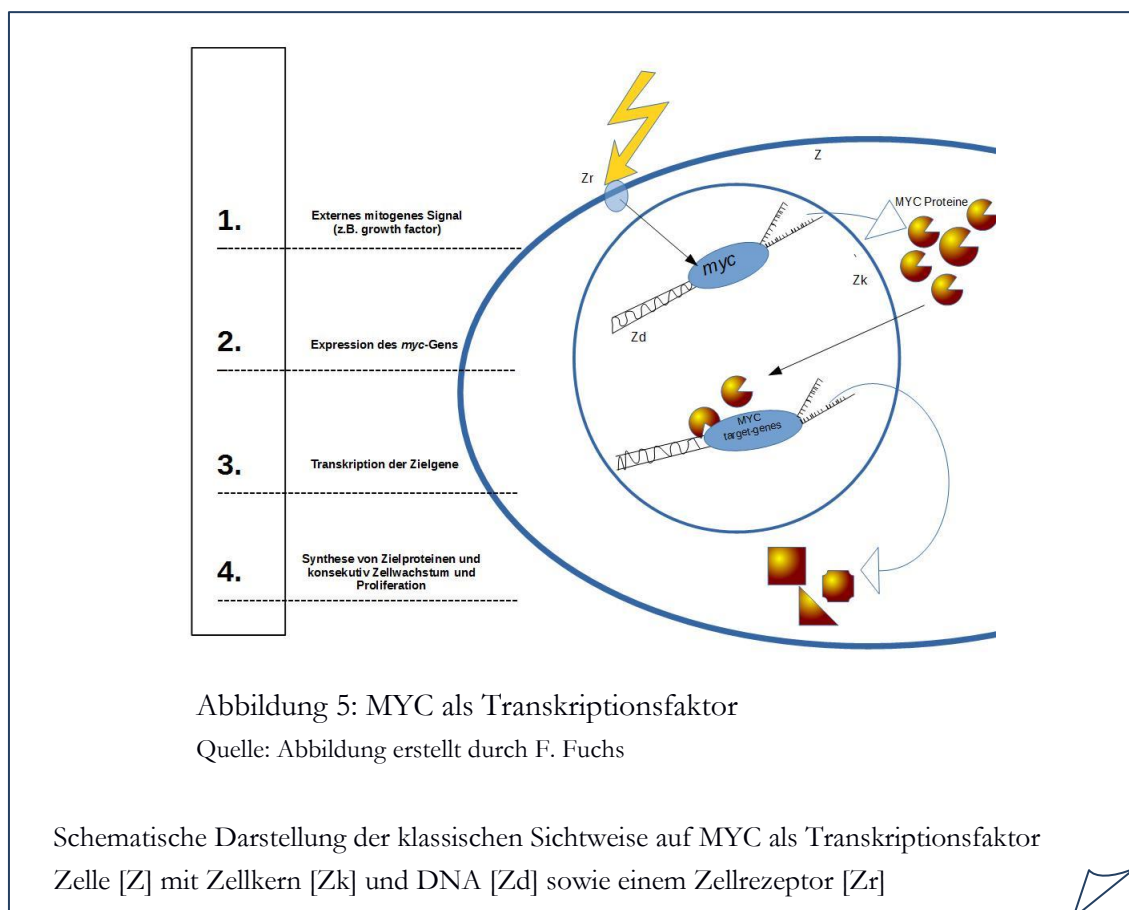 1.
Externes mitogenes Signal
(z.B. growth factor)
2.
Expression des myc-Gens
3.
Transkription der Zielgene
4.
Synthese von Zielproteinen und
konsekutiv Zellwachstum und
Proliferation
Z
Zr
MYC Proteine
myc
Zk
Zd
MYC
target-genes
Abbildung 5: MYC als Transkriptionsfaktor
Quelle: Abbildung erstellt durch F. Fuchs
Schematische Darstellung der klassischen Sichtweise auf MYC als Transkriptionsfaktor
Zelle [Z] mit Zellkern [Zk] und DNA [Zd] sowie einem Zellrezeptor [Zr]